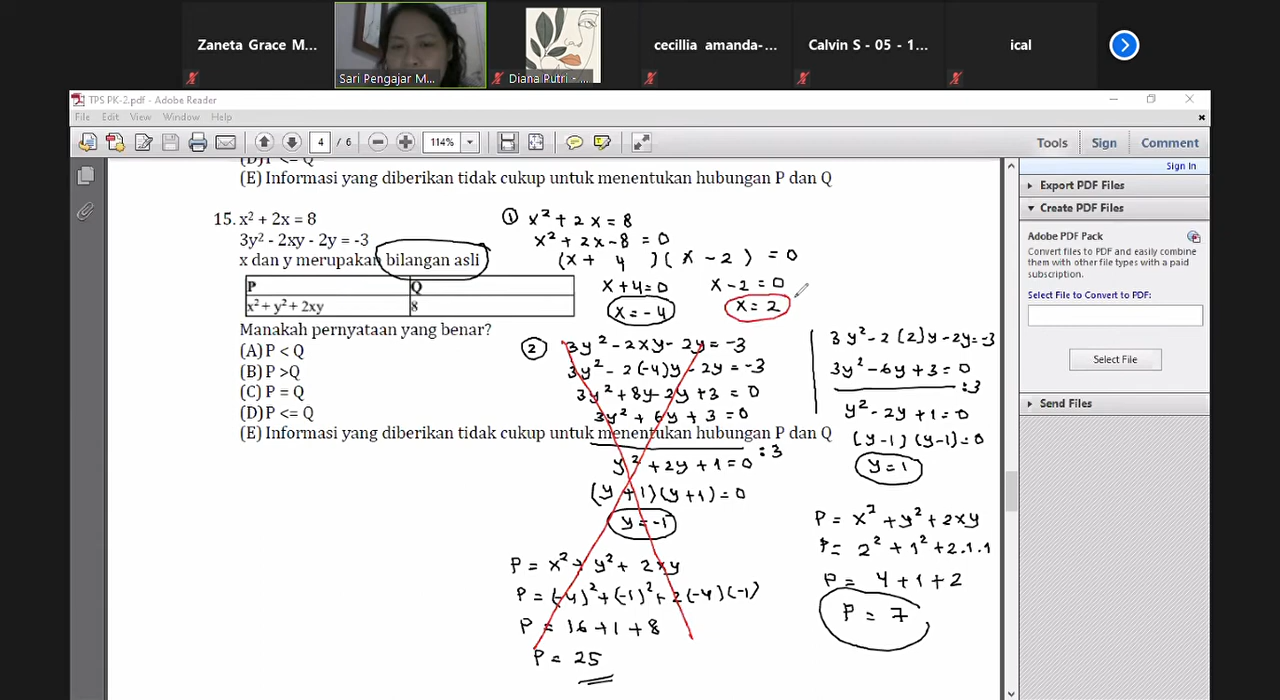 Zaneta Grace M...
Sari Pengajar M...
Diana Putri - ...
cecillia amanda-...
Calvin S - 05 - 1...
ical
TPS PK-2.pdf - Adobe Reader
File Edit View Window Help
4 / 6
114%
Tools Sign Comment
Sign In
Export PDF Files
Create PDF Files
Adobe PDF Pack
Convert files to PDF and easily combine
them with other file types with a paid
subscription.
Select File to Convert to PDF:
Select File
Send Files
(D)P <= Q
(E) Informasi yang diberikan tidak cukup untuk menentukan hubungan P dan Q
15. x² + 2x = 8
3y² - 2xy - 2y = -3
x dan y merupakan bilangan asli
P Q
x² + y² + 2xy 8
Manakah pernyataan yang benar?
(A) P < Q
(B) P >Q
(C) P = Q
(D) P <= Q
(E) Informasi yang diberikan tidak cukup untuk menentukan hubungan P dan Q
① x² + 2x = 8
x² + 2x - 8 = 0
(x + 4)(x - 2) = 0
x + 4 = 0 x - 2 = 0
x = -4 x = 2
② 3y² - 2xy - 2y = -3
3y² - 2(-4)y - 2y = -3
3y² + 8y - 2y + 3 = 0
3y² + 6y + 3 = 0
: 3
y² + 2y + 1 = 0
(y + 1)(y + 1) = 0
y = -1
P = x² + y² + 2xy
P = (-4)² + (-1)² + 2(-4)(-1)
P = 16 + 1 + 8
P = 25
3y² - 2(2)y - 2y = -3
3y² - 6y + 3 = 0
: 3
y² - 2y + 1 = 0
(y - 1)(y - 1) = 0
y = 1
P = x² + y² + 2xy
P = 2² + 1² + 2.1.1
P = 4 + 1 + 2
P = 7